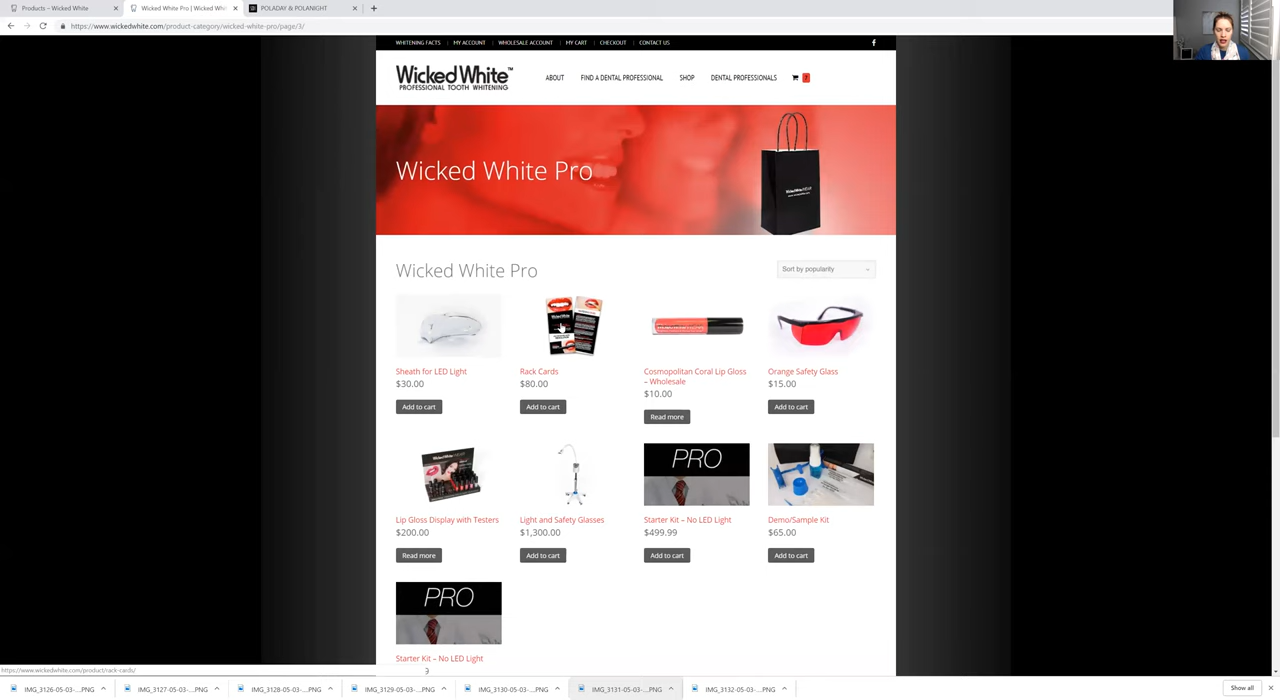 Products – Wicked White
Wicked White Pro | Wicked Whi
POLADAY & POLANIGHT
https://www.wickedwhite.com/product-category/wicked-white-pro/page/3/
WHITENING FACTS
MY ACCOUNT
WHOLESALE ACCOUNT
MY CART
CHECKOUT
CONTACT US
WickedWhite™
PROFESSIONAL TOOTH WHITENING
ABOUT
FIND A DENTAL PROFESSIONAL
SHOP
DENTAL PROFESSIONALS
Wicked White Pro
Wicked White Pro
Sort by popularity
Sheath for LED Light
$30.00
Add to cart
Rack Cards
$80.00
Add to cart
Cosmopolitan Coral Lip Gloss
– Wholesale
$10.00
Read more
Orange Safety Glass
$15.00
Add to cart
Lip Gloss Display with Testers
$200.00
Read more
Light and Safety Glasses
$1,300.00
Add to cart
PRO
Starter Kit – No LED Light
$499.99
Add to cart
Demo/Sample Kit
$65.00
Add to cart
PRO
Starter Kit – No LED Light
https://www.wickedwhite.com/product/rack-cards/
IMG_3126-05-03-....PNG
IMG_3127-05-03-....PNG
IMG_3128-05-03-....PNG
IMG_3129-05-03-....PNG
IMG_3130-05-03-....PNG
IMG_3131-05-03-....PNG
IMG_3132-05-03-....PNG
Show all